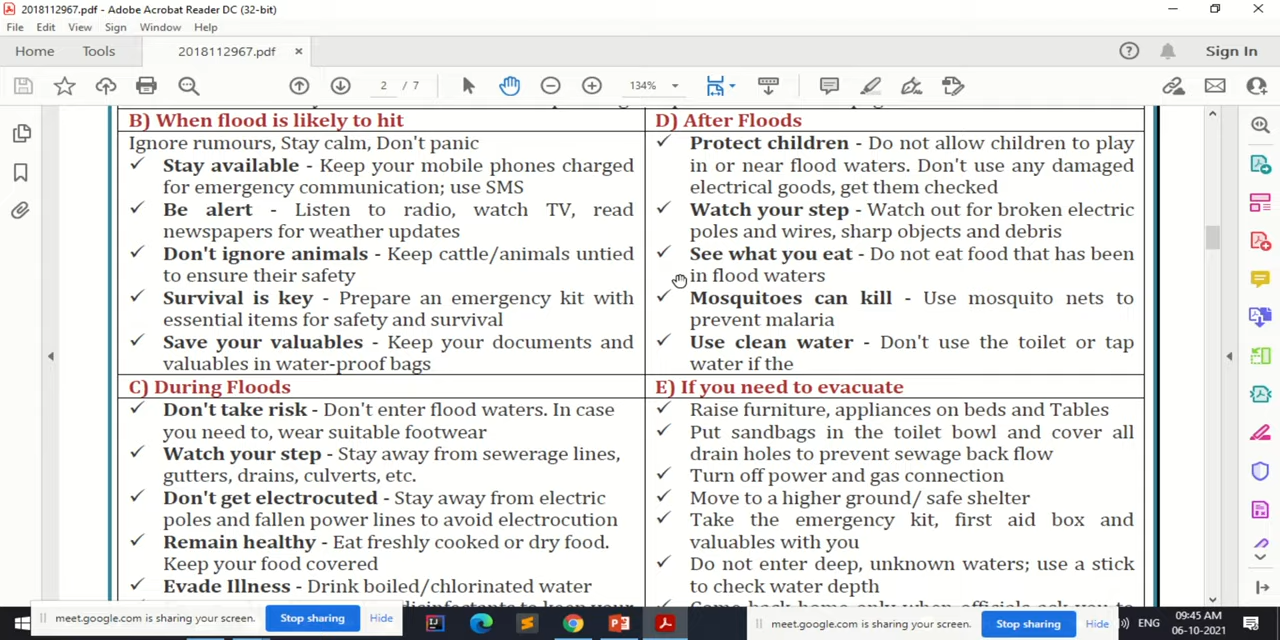 2018112967.pdf - Adobe Acrobat Reader DC (32-bit)
File Edit View Sign Window Help
Home Tools 2018112967.pdf × Sign In
2 / 7 134%
B) When flood is likely to hit
Ignore rumours, Stay calm, Don't panic
✓ Stay available - Keep your mobile phones charged
for emergency communication; use SMS
✓ Be alert - Listen to radio, watch TV, read
newspapers for weather updates
✓ Don't ignore animals - Keep cattle/animals untied
to ensure their safety
✓ Survival is key - Prepare an emergency kit with
essential items for safety and survival
✓ Save your valuables - Keep your documents and
valuables in water-proof bags
D) After Floods
✓ Protect children - Do not allow children to play
in or near flood waters. Don't use any damaged
electrical goods, get them checked
✓ Watch your step - Watch out for broken electric
poles and wires, sharp objects and debris
✓ See what you eat - Do not eat food that has been
in flood waters
✓ Mosquitoes can kill - Use mosquito nets to
prevent malaria
✓ Use clean water - Don't use the toilet or tap
water if the
C) During Floods
✓ Don't take risk - Don't enter flood waters. In case
you need to, wear suitable footwear
✓ Watch your step - Stay away from sewerage lines,
gutters, drains, culverts, etc.
✓ Don't get electrocuted - Stay away from electric
poles and fallen power lines to avoid electrocution
✓ Remain healthy - Eat freshly cooked or dry food.
Keep your food covered
✓ Evade Illness - Drink boiled/chlorinated water
disinfectants to keep your
E) If you need to evacuate
✓ Raise furniture, appliances on beds and Tables
✓ Put sandbags in the toilet bowl and cover all
drain holes to prevent sewage back flow
✓ Turn off power and gas connection
✓ Move to a higher ground/ safe shelter
✓ Take the emergency kit, first aid box and
valuables with you
✓ Do not enter deep, unknown waters; use a stick
to check water depth
Come back home only when officials ask you to
meet.google.com is sharing your screen. Stop sharing Hide
meet.google.com is sharing your screen. Stop sharing Hide
ENG
09:45 AM
06-10-2021